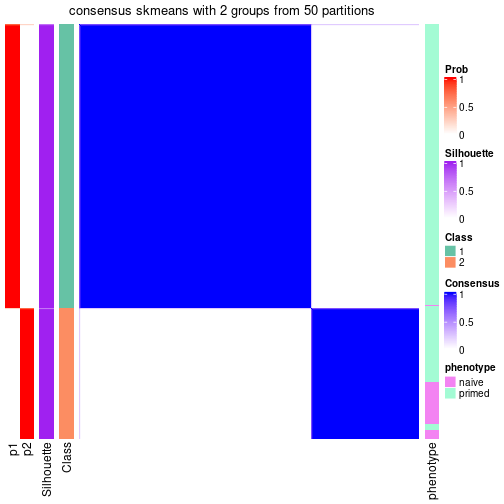 consensus skmeans with 2 groups from 50 partitions
Prob
1
0.5
0
Silhouette
1
0.5
0
Class
1
2
Consensus
1
0.5
0
phenotype
naive
primed
p1
p2
Silhouette
Class
phenotype